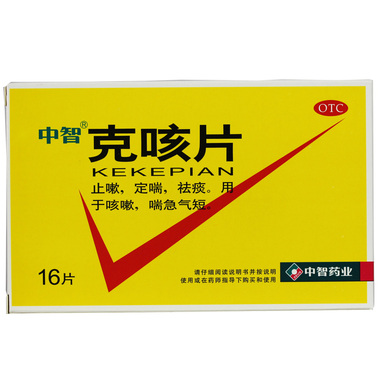 OTC
中智® 克咳片
KEKEPIAN
止嗽，定喘，祛痰。用
于咳嗽，喘急气短。
16片
请仔细阅读说明书并按说明
使用或在药师指导下购买和使用
中智药业